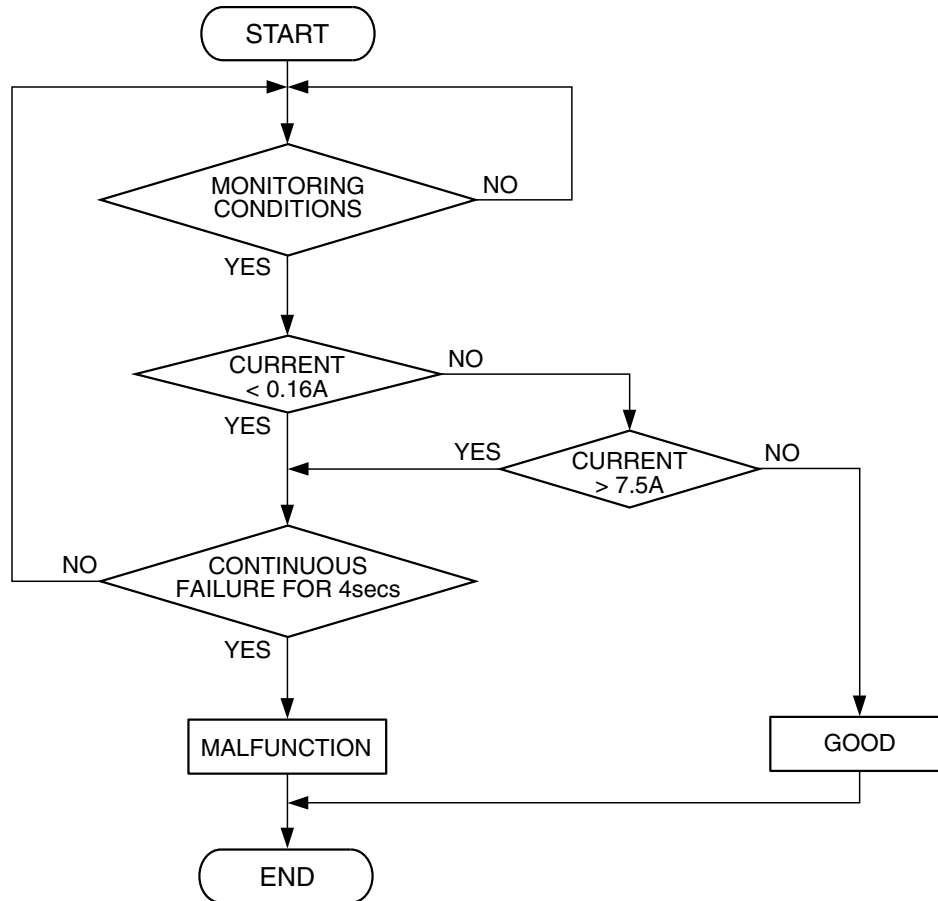 START
MONITORING
CONDITIONS
NO
YES
CURRENT
< 0.16A
NO
YES
YES
CURRENT
> 7.5A
NO
NO
CONTINUOUS
FAILURE FOR 4secs
YES
MALFUNCTION
GOOD
END